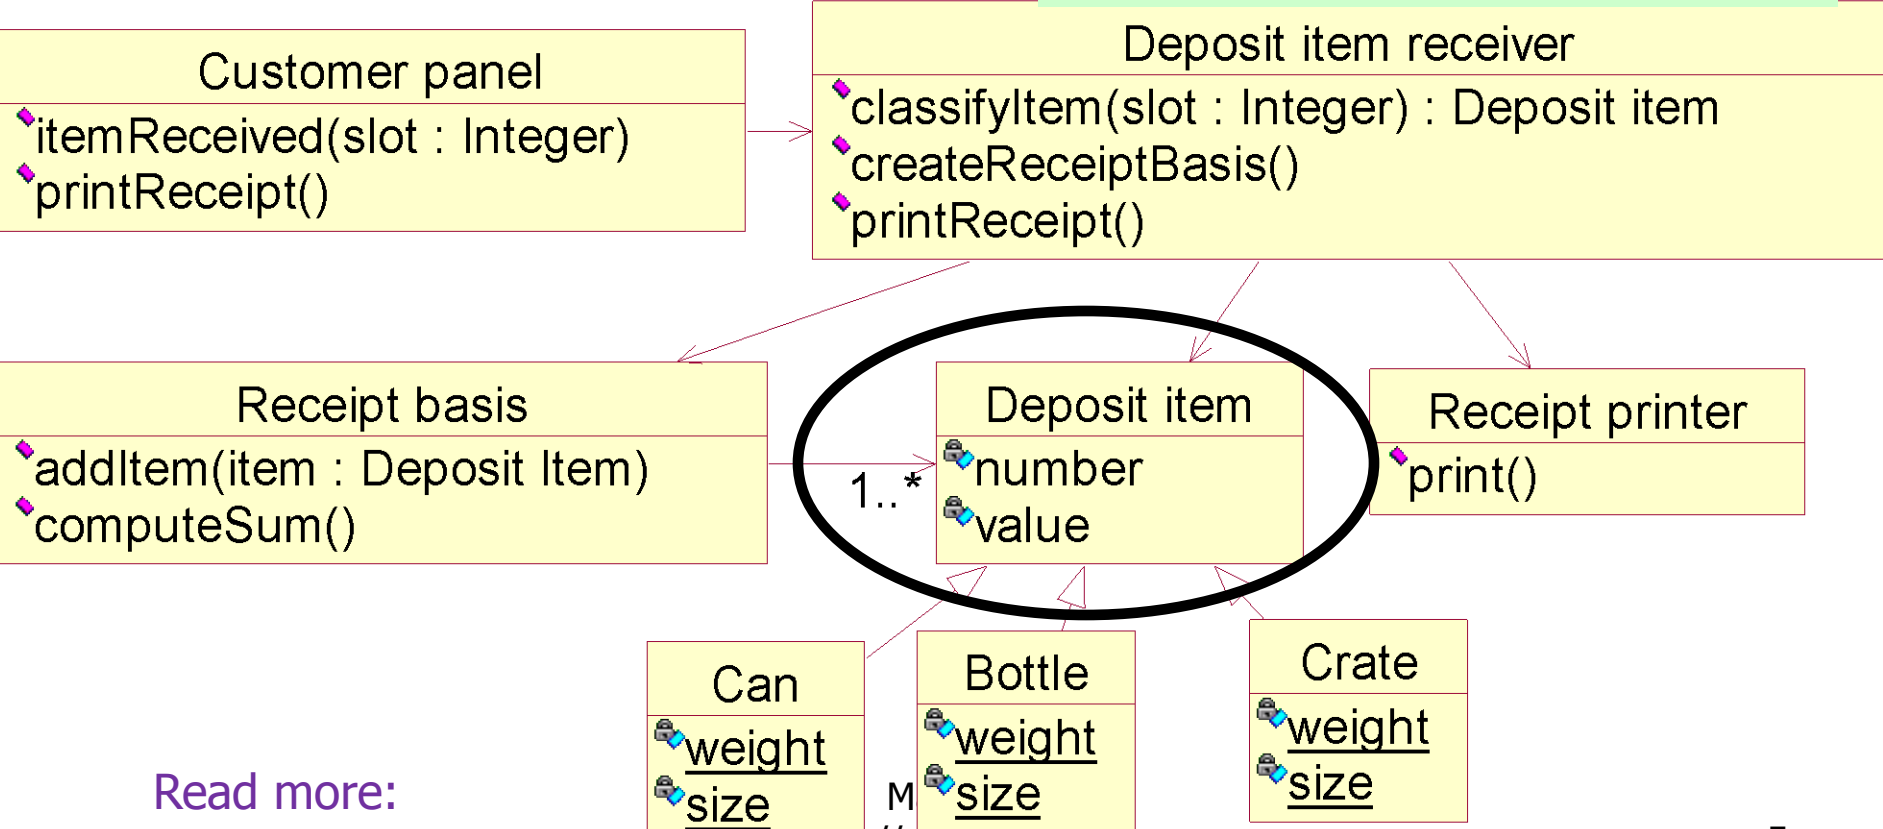 Customer panel
itemReceived(slot : Integer)
printReceipt()
Deposit item receiver
classifyItem(slot : Integer) : Deposit item
createReceiptBasis()
printReceipt()
Receipt basis
addItem(item : Deposit Item)
computeSum()
1..*
Deposit item
number
value
Receipt printer
print()
Can
weight
size
Bottle
weight
size
Crate
weight
size
Read more:
M